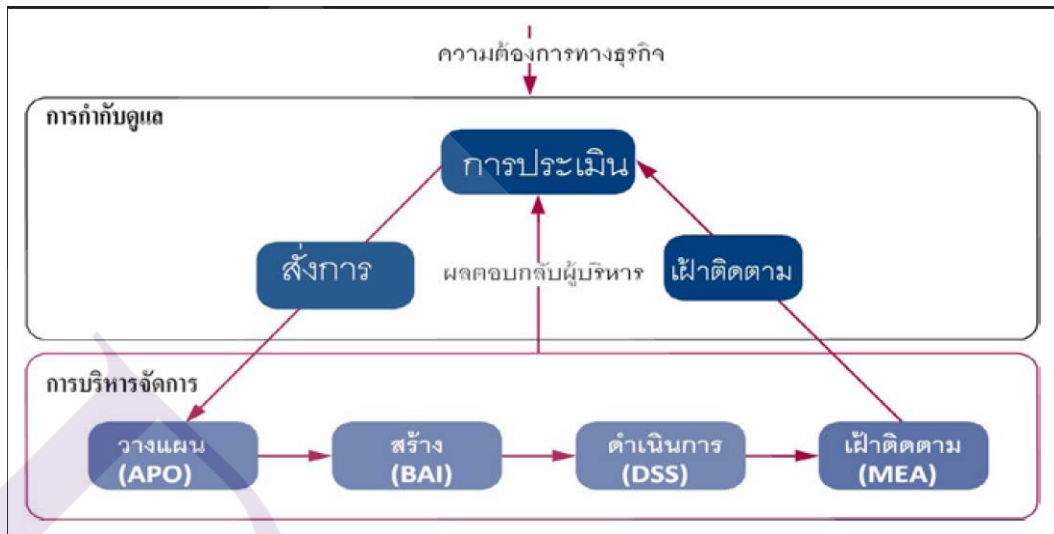 ความต้องการทางธุรกิจ
การกำกับดูแล
การประเมิน
สั่งการ
ผลตอบกลับผู้บริหาร
เฝ้าติดตาม
การบริหารจัดการ
วางแผน
(APO)
สร้าง
(BAI)
ดำเนินการ
(DSS)
เฝ้าติดตาม
(MEA)